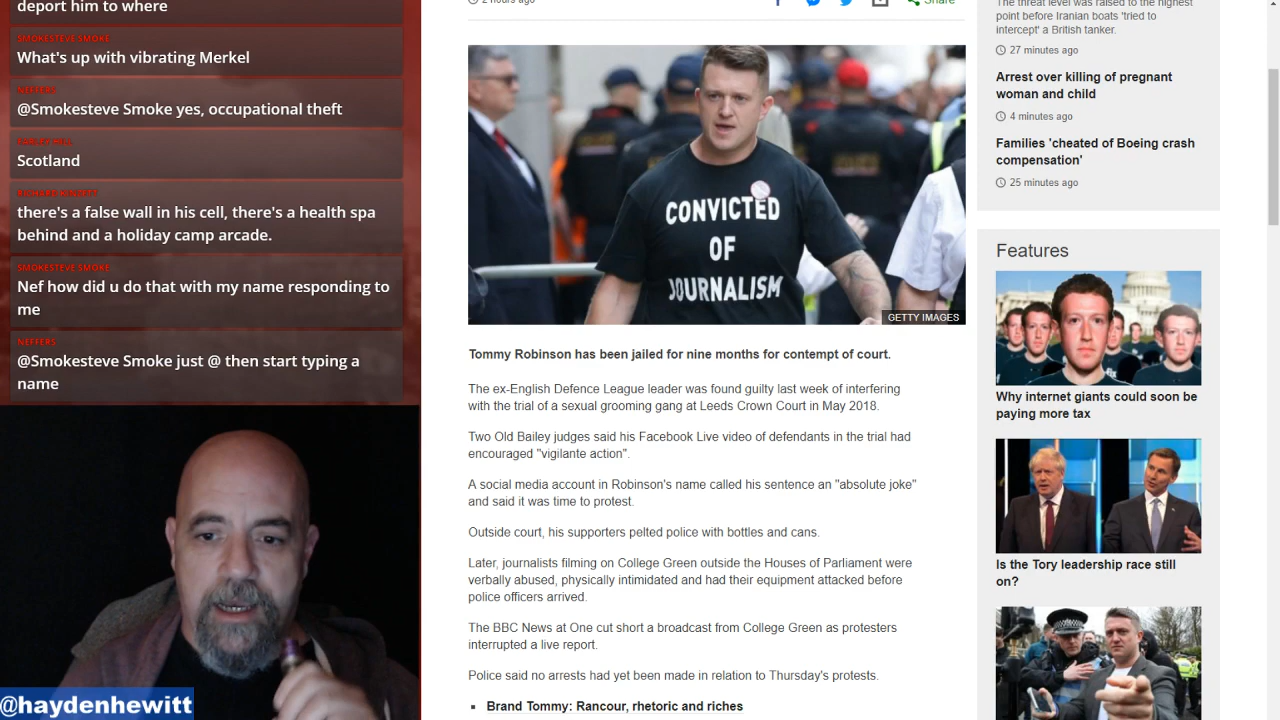 deport him to where
SMOKESTEVE SMOKE
What's up with vibrating Merkel
NEFFERS
@Smokesteve Smoke yes, occupational theft
Scotland
there's a false wall in his cell, there's a health spa
behind and a holiday camp arcade.
SMOKESTEVE SMOKE
Nef how did u do that with my name responding to
me
NEFFERS
@Smokesteve Smoke just @ then start typing a
name
@haydenhewitt
2 hours ago
Share
CONVICTED
OF
JOURNALISM
GETTY IMAGES
Tommy Robinson has been jailed for nine months for contempt of court.
The ex-English Defence League leader was found guilty last week of interfering
with the trial of a sexual grooming gang at Leeds Crown Court in May 2018.
Two Old Bailey judges said his Facebook Live video of defendants in the trial had
encouraged "vigilante action".
A social media account in Robinson's name called his sentence an "absolute joke"
and said it was time to protest.
Outside court, his supporters pelted police with bottles and cans.
Later, journalists filming on College Green outside the Houses of Parliament were
verbally abused, physically intimidated and had their equipment attacked before
police officers arrived.
The BBC News at One cut short a broadcast from College Green as protesters
interrupted a live report.
Police said no arrests had yet been made in relation to Thursday's protests.
Brand Tommy: Rancour, rhetoric and riches
The threat level was raised to the highest
point before Iranian boats 'tried to
intercept' a British tanker.
27 minutes ago
Arrest over killing of pregnant
woman and child
4 minutes ago
Families 'cheated of Boeing crash
compensation'
25 minutes ago
Features
Why internet giants could soon be
paying more tax
Is the Tory leadership race still
on?